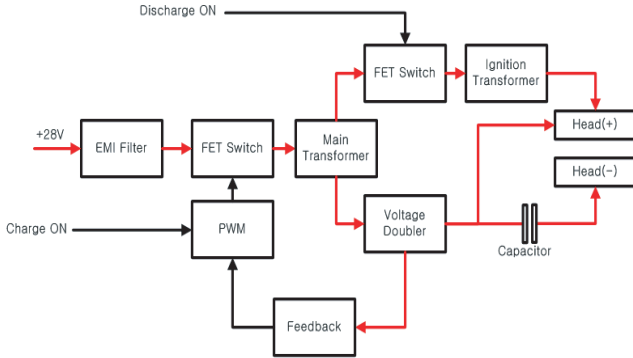 Discharge ON
FET Switch
Ignition
Transformer
Head(+)
+28V
EMI Filter
FET Switch
Main
Transformer
Head(-)
Charge ON
PWM
Voltage
Doubler
Capacitor
Feedback